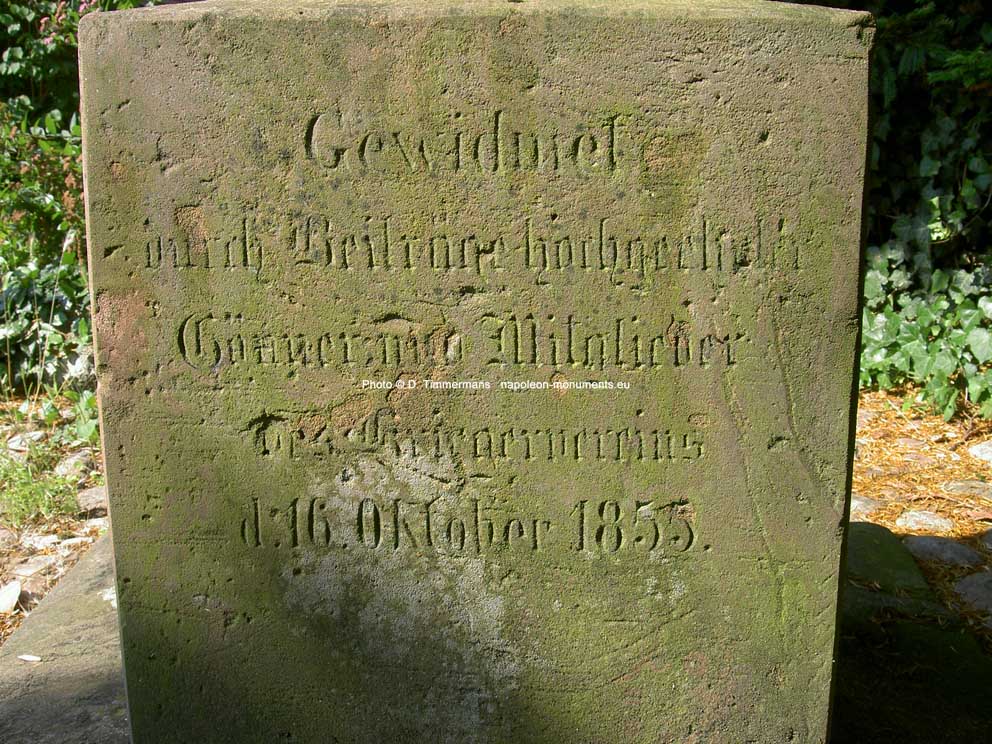 Gewidmet
durch Beiträge hochgeehrter
Gönner und Mitglieder
Photo © D. Timmermans napoleon-monuments.eu
des Kriegervereins
d. 16. Oktober 1855.